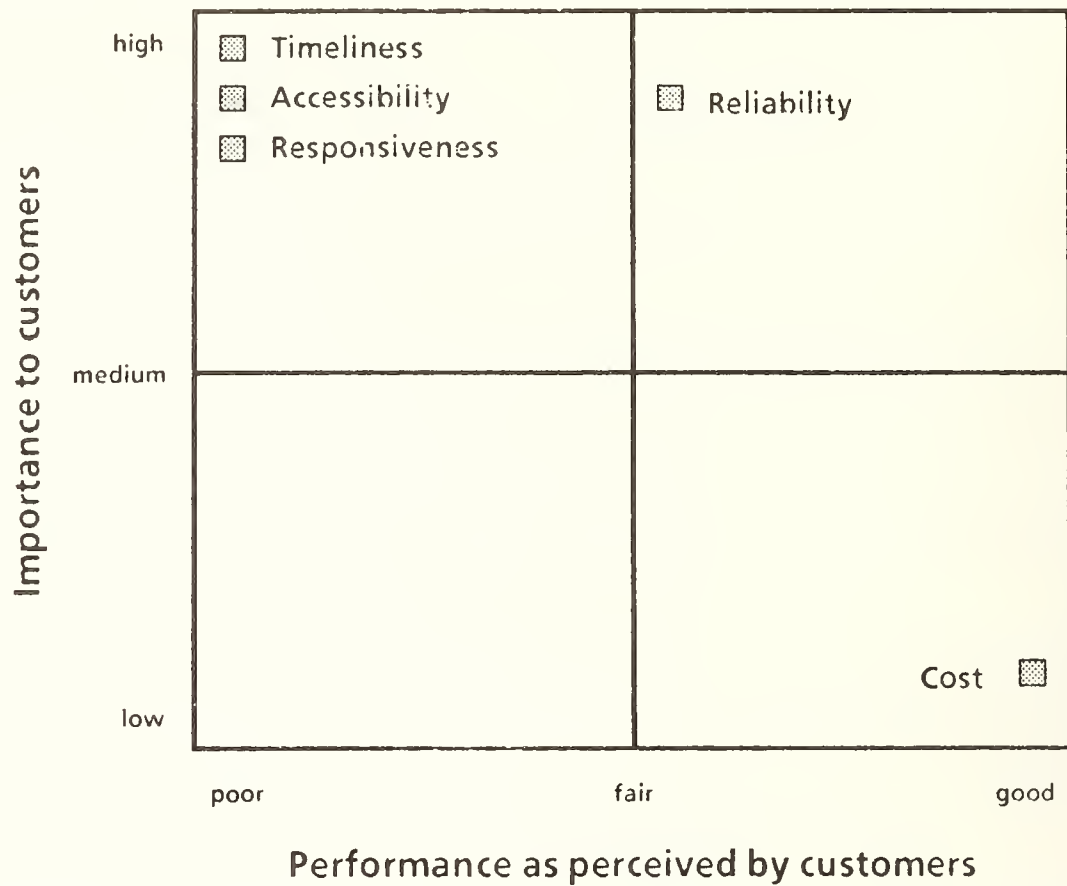 high
Timeliness
Accessibility
Reliability
Responsiveness
Importance to customers
medium
Cost
low
poor fair good
Performance as perceived by customers